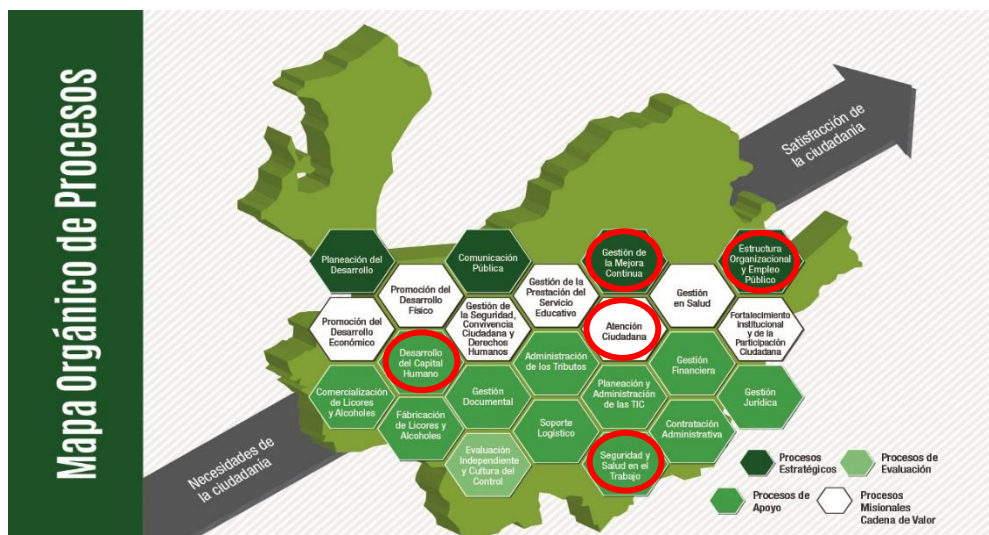 Mapa Orgánico de Procesos
Satisfacción de
la ciudadanía
Planeación del
Desarrollo
Comunicación
Pública
Gestión de
la Mejora
Continua
Estructura
Organizacional
y Empleo
Público
Promoción del
Desarrollo
Físico
Gestión de la
Prestación del
Servicio
Educativo
Gestión
en Salud
Promoción del
Desarrollo
Económico
Gestión de
la Seguridad,
Convivencia
Ciudadana y
Derechos
Humanos
Atención
Ciudadana
Fortalecimiento
Institucional
y de la
Participación
Ciudadana
Desarrollo
del Capital
Humano
Administración
de los Tributos
Gestión
Financiera
Comercialización
de Licores
y Alcoholes
Gestión
Documental
Planeación y
Administración
de las TIC
Gestión
Jurídica
Fábricación de
Licores y
Alcoholes
Soporte
Logístico
Contratación
Administrativa
Evaluación
Independiente
y Cultura del
Control
Seguridad y
Salud en el
Trabajo
Necesidades de
la ciudadanía
Procesos
Estratégicos
Procesos de
Evaluación
Procesos de
Apoyo
Procesos
Misionales
Cadena de Valor